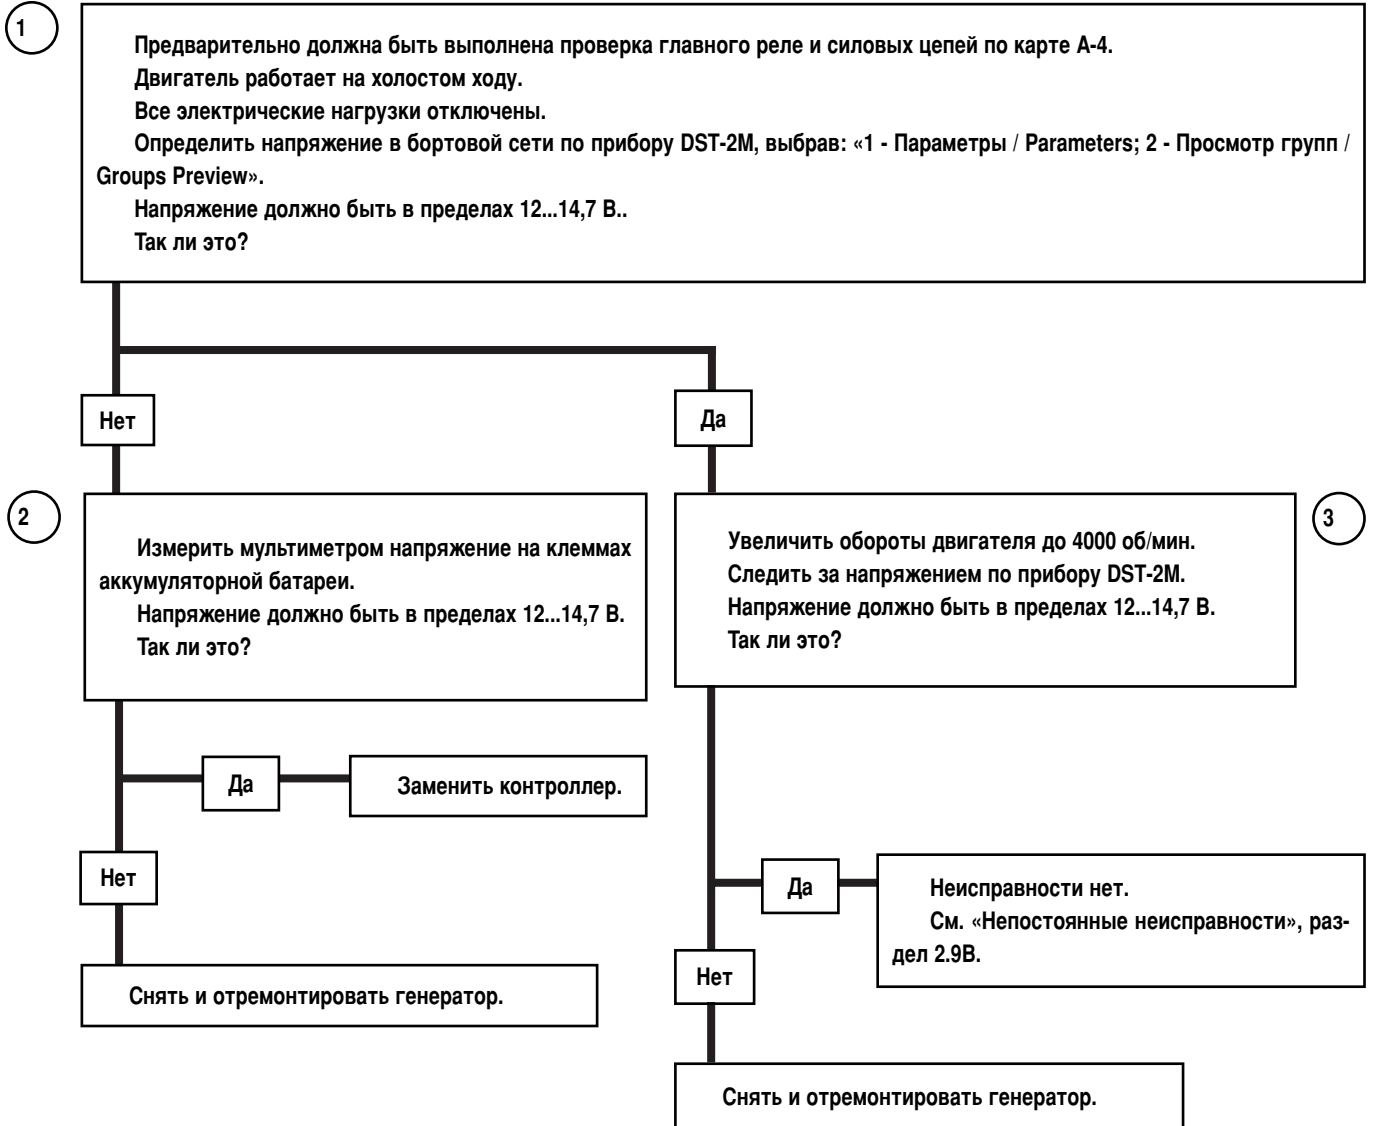 1
Предварительно должна быть выполнена проверка главного реле и силовых цепей по карте А-4.
Двигатель работает на холостом ходу.
Все электрические нагрузки отключены.
Определить напряжение в бортовой сети по прибору DST-2M, выбрав: «1 - Параметры / Parameters; 2 - Просмотр групп /
Groups Preview».
Напряжение должно быть в пределах 12...14,7 В..
Так ли это?
Нет
Да
2
Измерить мультиметром напряжение на клеммах
аккумуляторной батареи.
Напряжение должно быть в пределах 12...14,7 В.
Так ли это?
3
Увеличить обороты двигателя до 4000 об/мин.
Следить за напряжением по прибору DST-2M.
Напряжение должно быть в пределах 12...14,7 В.
Так ли это?
Да
Заменить контроллер.
Нет
Снять и отремонтировать генератор.
Да
Неисправности нет.
См. «Непостоянные неисправности», раз-
дел 2.9В.
Нет
Снять и отремонтировать генератор.